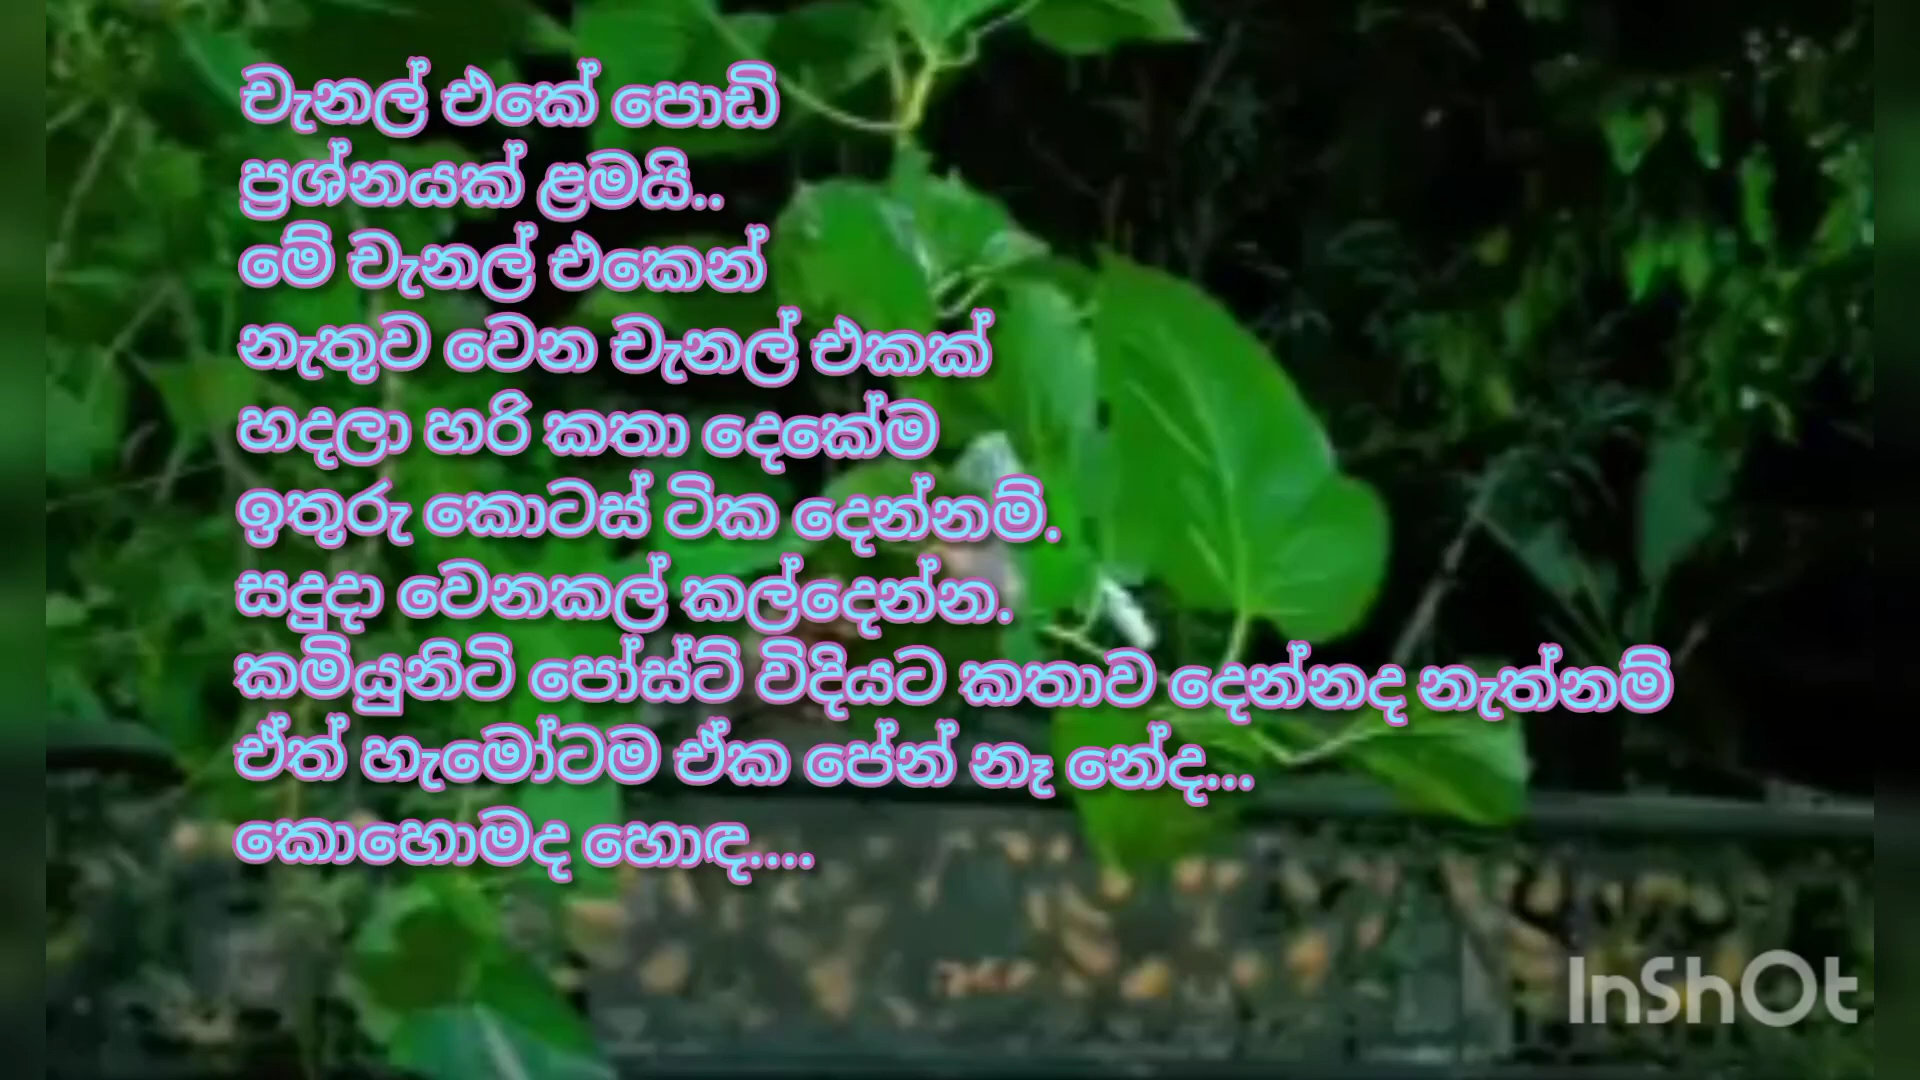 චැනල් එකේ පොඩි
ප්‍රශ්නයක් ළමයි..
මේ චැනල් එකෙන්
නැතුව වෙන චැනල් එකක්
හදලා හරි කතා දෙකේම
ඉතුරු කොටස් ටික දෙන්නම්.
සදුදා වෙනකල් කල්දෙන්න.
කමියුනිටි පෝස්ට් විදියට කතාව දෙන්නද නැත්නම්
ඒත් හැමෝටම ඒක පේන් නෑ නේද...
කොහොමද හොඳ....
InShOt